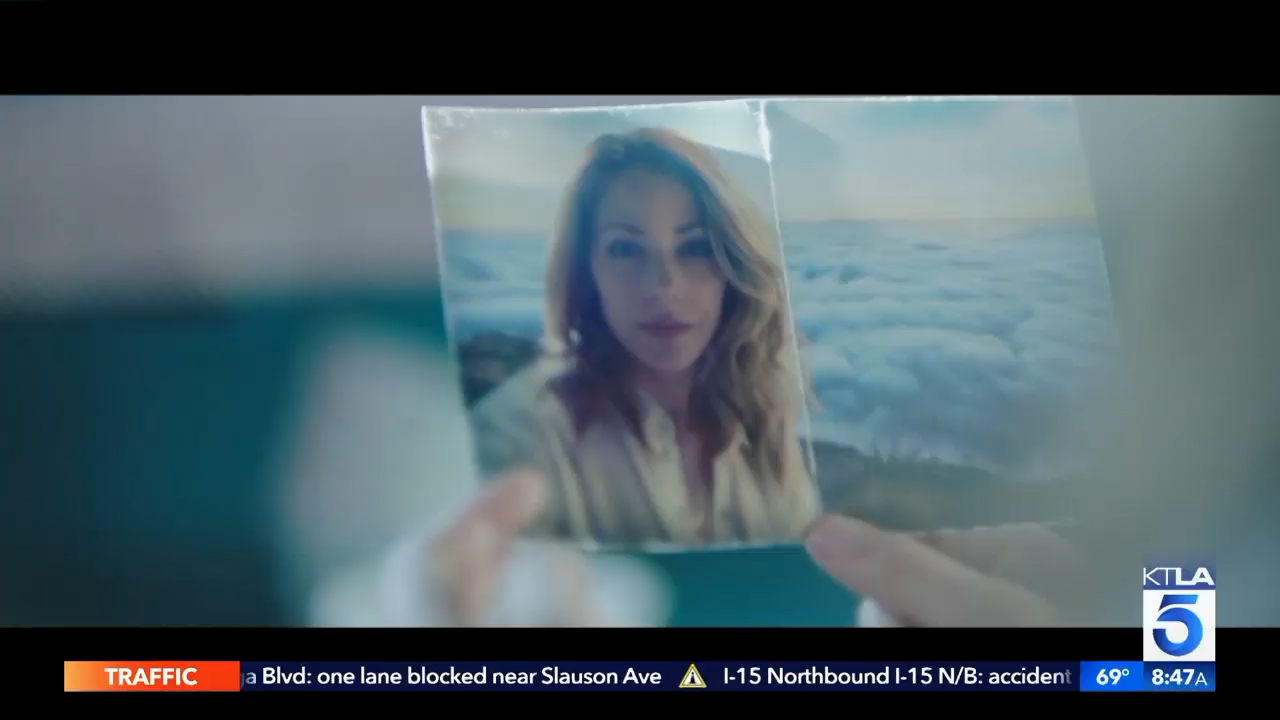 KTLA
5
TRAFFIC
Blvd: one lane blocked near Slauson Ave
I-15 Northbound I-15 N/B: accident
69°
8:47A